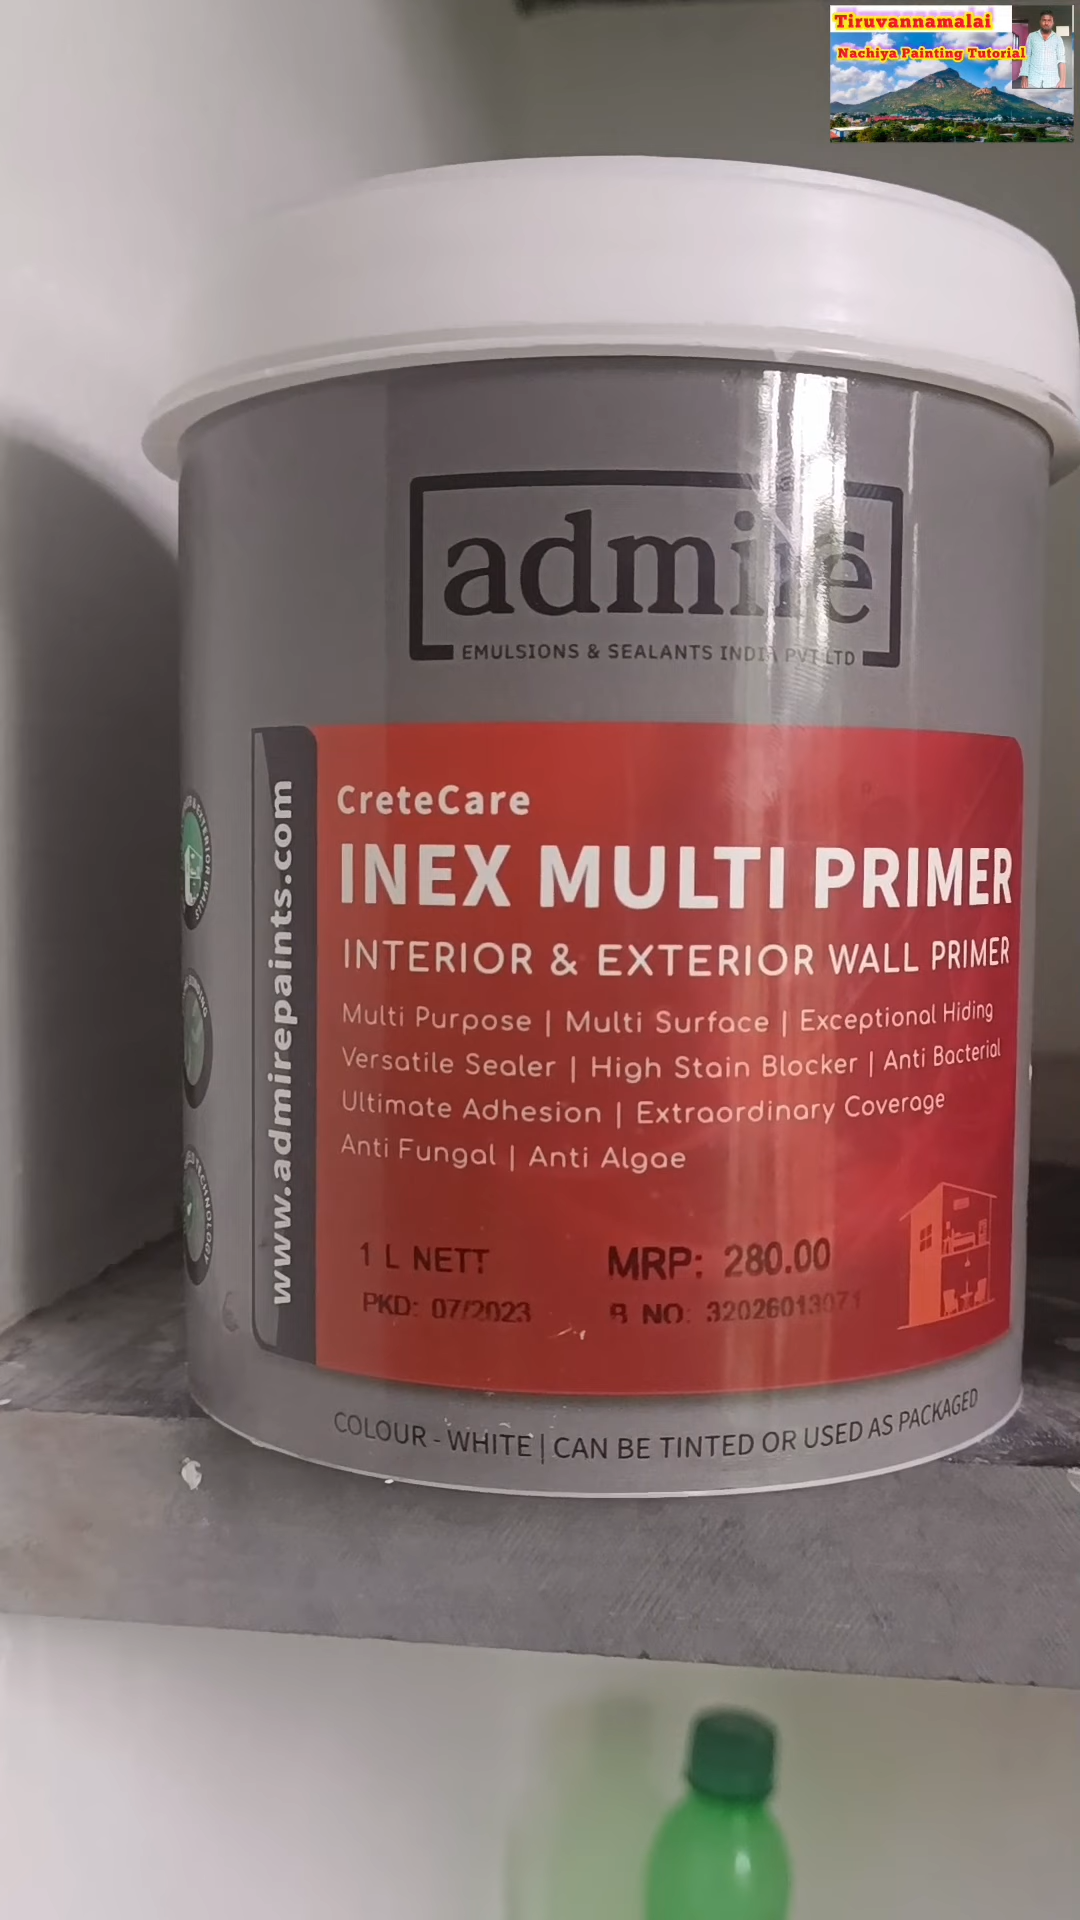 Tiruvannamalai
Nachiya Painting Tutorial
admire
EMULSIONS & SEALANTS INDIA PVT LTD
www.admirepaints.com
CreteCare
INEX MULTI PRIMER
INTERIOR & EXTERIOR WALL PRIMER
Multi Purpose | Multi Surface | Exceptional Hiding
Versatile Sealer | High Stain Blocker | Anti Bacterial
Ultimate Adhesion | Extraordinary Coverage
Anti Fungal | Anti Algae
1 L NETT MRP: 280.00
PKD: 07/2023 B NO: 32026013071
COLOUR - WHITE | CAN BE TINTED OR USED AS PACKAGED